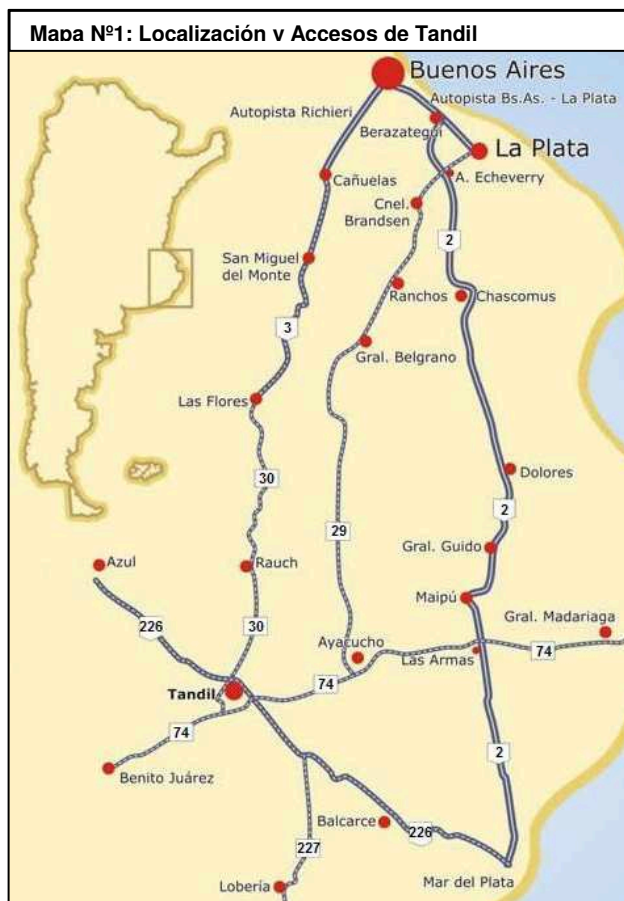 Mapa Nº1: Localización y Accesos de Tandil
Buenos Aires
Autopista Bs.As. - La Plata
Autopista Richieri
Berazategui
La Plata
A. Echeverry
Cañuelas
Cnel.
Brandsen
2
San Miguel
del Monte
Ranchos
Chascomus
3
Gral. Belgrano
Las Flores
Dolores
30
2
29
Gral. Guido
Azul
Rauch
Maipú
Gral. Madariaga
226
30
Ayacucho
Las Armas
74
74
Tandil
74
2
Benito Juárez
Balcarce
226
227
Mar del Plata
Lobería